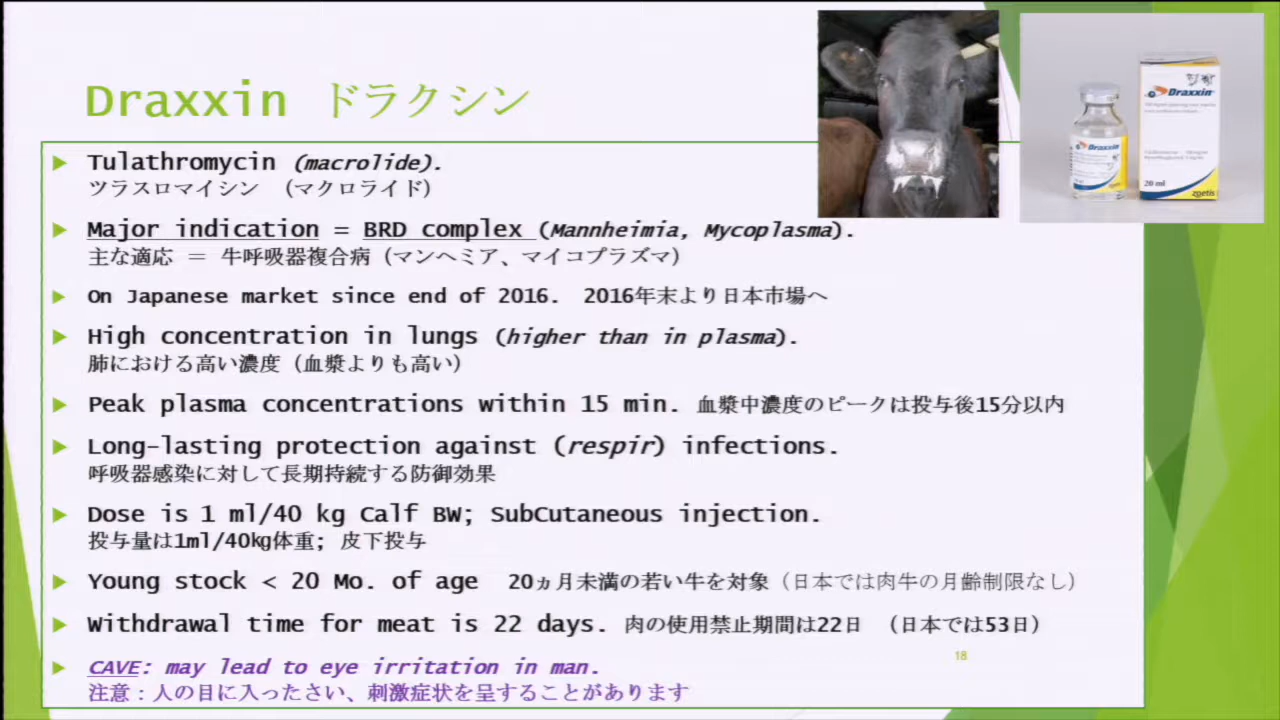 Draxxin ドラクシン
Tulathromycin (macrolide).
ツラスロマイシン （マクロライド）
Major indication = BRD complex (Mannheimia, Mycoplasma).
主な適応 ＝ 牛呼吸器複合病（マンヘミア、マイコプラズマ）
On Japanese market since end of 2016. 2016年末より日本市場へ
High concentration in lungs (higher than in plasma).
肺における高い濃度（血漿よりも高い）
Peak plasma concentrations within 15 min. 血漿中濃度のピークは投与後15分以内
Long-lasting protection against (respir) infections.
呼吸器感染に対して長期持続する防御効果
Dose is 1 ml/40 kg Calf BW; SubCutaneous injection.
投与量は1ml/40kg体重; 皮下投与
Young stock < 20 Mo. of age 20ヵ月未満の若い牛を対象（日本では肉牛の月齢制限なし）
Withdrawal time for meat is 22 days. 肉の使用禁止期間は22日 （日本では53日）
CAVE: may lead to eye irritation in man.
注意：人の目に入ったさい、刺激症状を呈することがあります
18
Draxxin
Draxxin
20 ml
zoetis